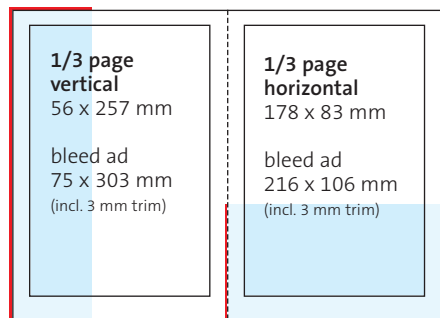 1/3 page
vertical
56 x 257 mm
bleed ad
75 x 303 mm
(incl. 3 mm trim)
1/3 page
horizontal
178 x 83 mm
bleed ad
216 x 106 mm
(incl. 3 mm trim)